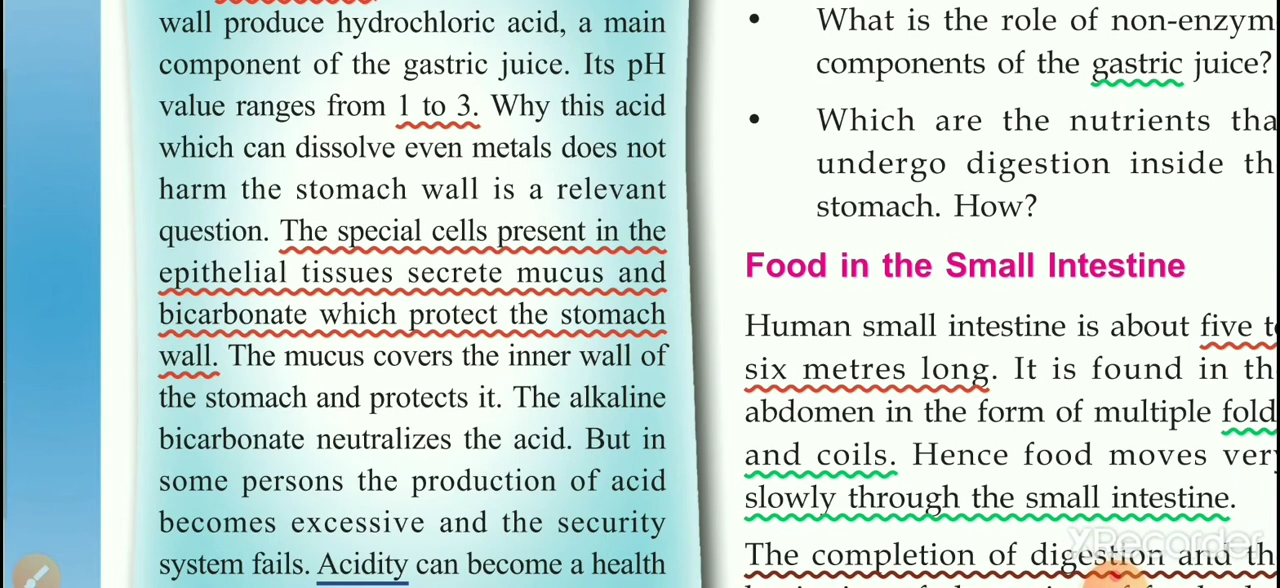 wall produce hydrochloric acid, a main
component of the gastric juice. Its pH
value ranges from 1 to 3. Why this acid
which can dissolve even metals does not
harm the stomach wall is a relevant
question. The special cells present in the
epithelial tissues secrete mucus and
bicarbonate which protect the stomach
wall. The mucus covers the inner wall of
the stomach and protects it. The alkaline
bicarbonate neutralizes the acid. But in
some persons the production of acid
becomes excessive and the security
system fails. Acidity can become a health
• What is the role of non-enzym
components of the gastric juice?
• Which are the nutrients tha
undergo digestion inside th
stomach. How?
Food in the Small Intestine
Human small intestine is about five t
six metres long. It is found in th
abdomen in the form of multiple fold
and coils. Hence food moves very
slowly through the small intestine.
The completion of digestion and th
XRecorder